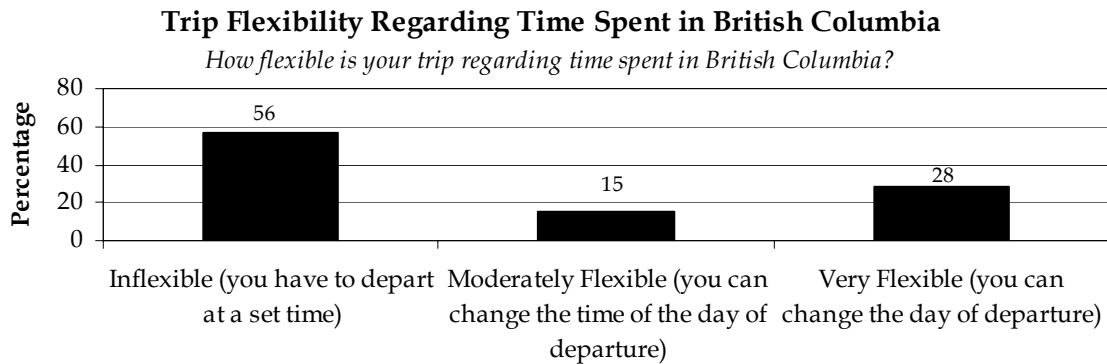 Trip Flexibility Regarding Time Spent in British Columbia
How flexible is your trip regarding time spent in British Columbia?
Percentage
80
60
40
20
0
56
15
28
Inflexible (you have to depart
at a set time)
Moderately Flexible (you can
change the time of the day of
departure)
Very Flexible (you can
change the day of departure)